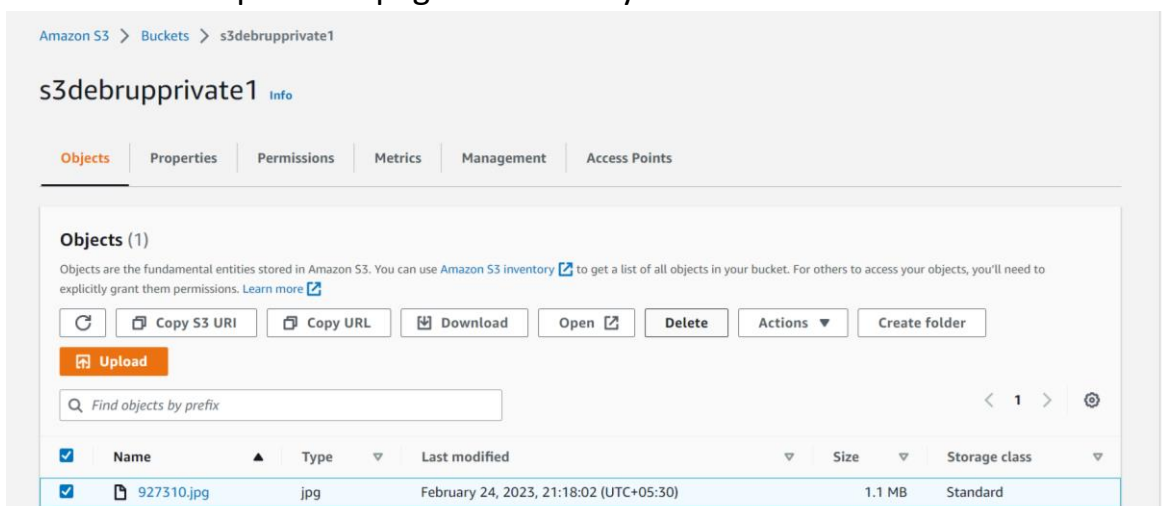 Amazon S3 > Buckets > s3debrupprivate1
s3debrupprivate1 Info
Objects Properties Permissions Metrics Management Access Points
Objects (1)
Objects are the fundamental entities stored in Amazon S3. You can use Amazon S3 inventory to get a list of all objects in your bucket. For others to access your objects, you'll need to
explicitly grant them permissions. Learn more
Copy S3 URI Copy URL Download Open Delete Actions Create folder
Upload
Find objects by prefix
< 1 >
Name Type Last modified Size Storage class
927310.jpg jpg February 24, 2023, 21:18:02 (UTC+05:30) 1.1 MB Standard